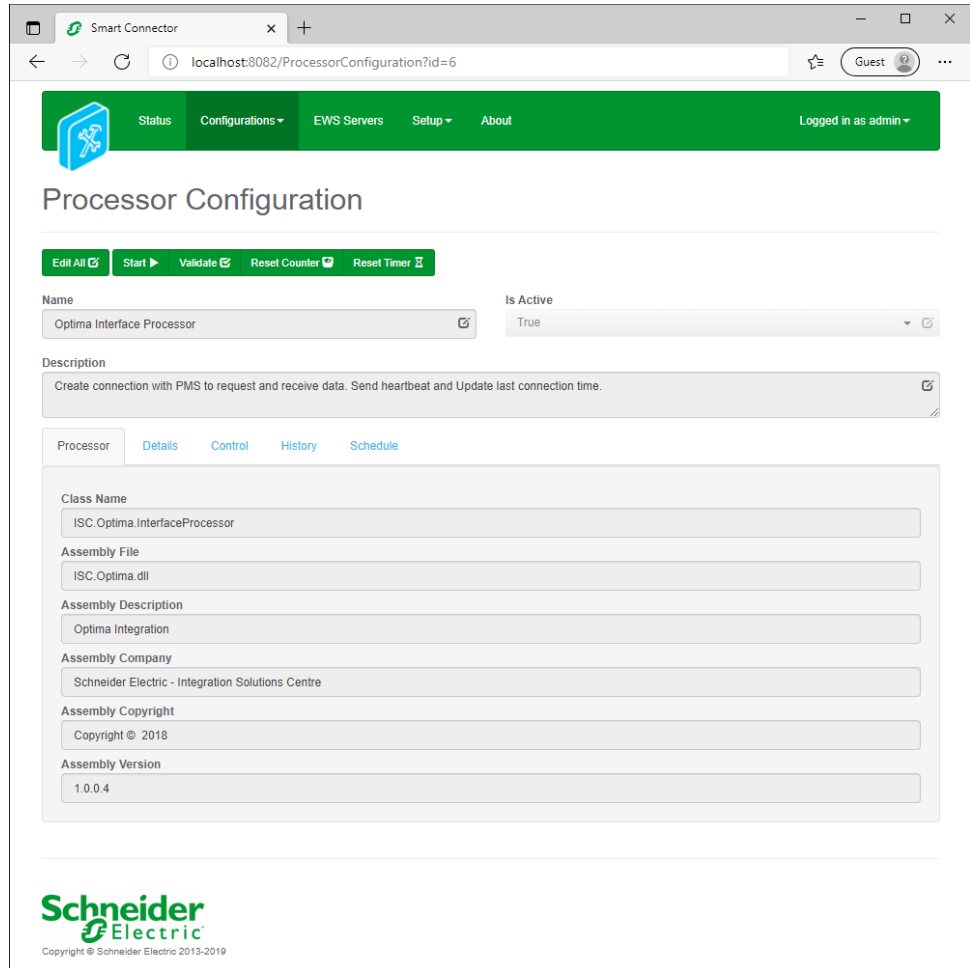 Smart Connector
localhost:8082/ProcessorConfiguration?id=6
Guest
Status Configurations EWS Servers Setup About Logged in as admin
Processor Configuration
Edit All Start Validate Reset Counter Reset Timer
Name Is Active
Optima Interface Processor True
Description
Create connection with PMS to request and receive data. Send heartbeat and Update last connection time.
Processor Details Control History Schedule
Class Name
ISC.Optima.InterfaceProcessor
Assembly File
ISC.Optima.dll
Assembly Description
Optima Integration
Assembly Company
Schneider Electric - Integration Solutions Centre
Assembly Copyright
Copyright © 2018
Assembly Version
1.0.0.4
Schneider
Electric
Copyright © Schneider Electric 2013-2019